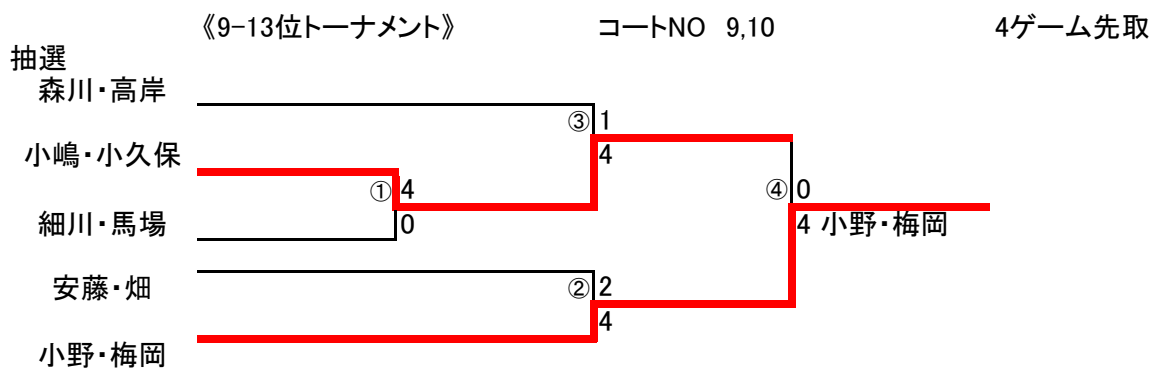 《9-13位トーナメント》 コートNO 9,10 4ゲーム先取
抽選
森川・高岸
③ 1
小嶋・小久保 4
① 4 ④ 0
細川・馬場 0 4 小野・梅岡
安藤・畑 ② 2
4
小野・梅岡